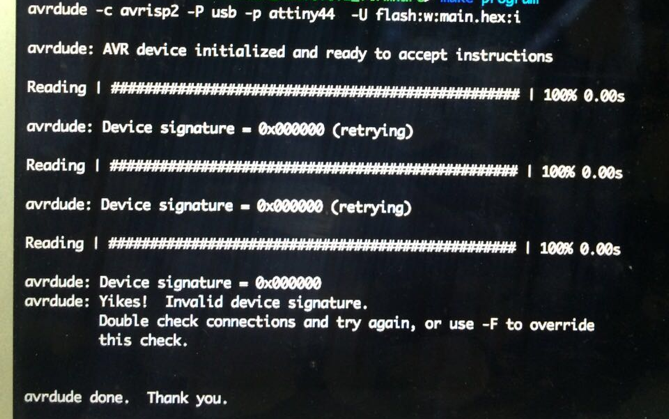 make program
avrdude -c avrisp2 -P usb -p attiny44 -U flash:w:main.hex:i
avrdude: AVR device initialized and ready to accept instructions
Reading | ################################################## | 100% 0.00s
avrdude: Device signature = 0x000000 (retrying)
Reading | ################################################## | 100% 0.00s
avrdude: Device signature = 0x000000 (retrying)
Reading | ################################################## | 100% 0.00s
avrdude: Device signature = 0x000000
avrdude: Yikes! Invalid device signature.
Double check connections and try again, or use -F to override
this check.
avrdude done. Thank you.